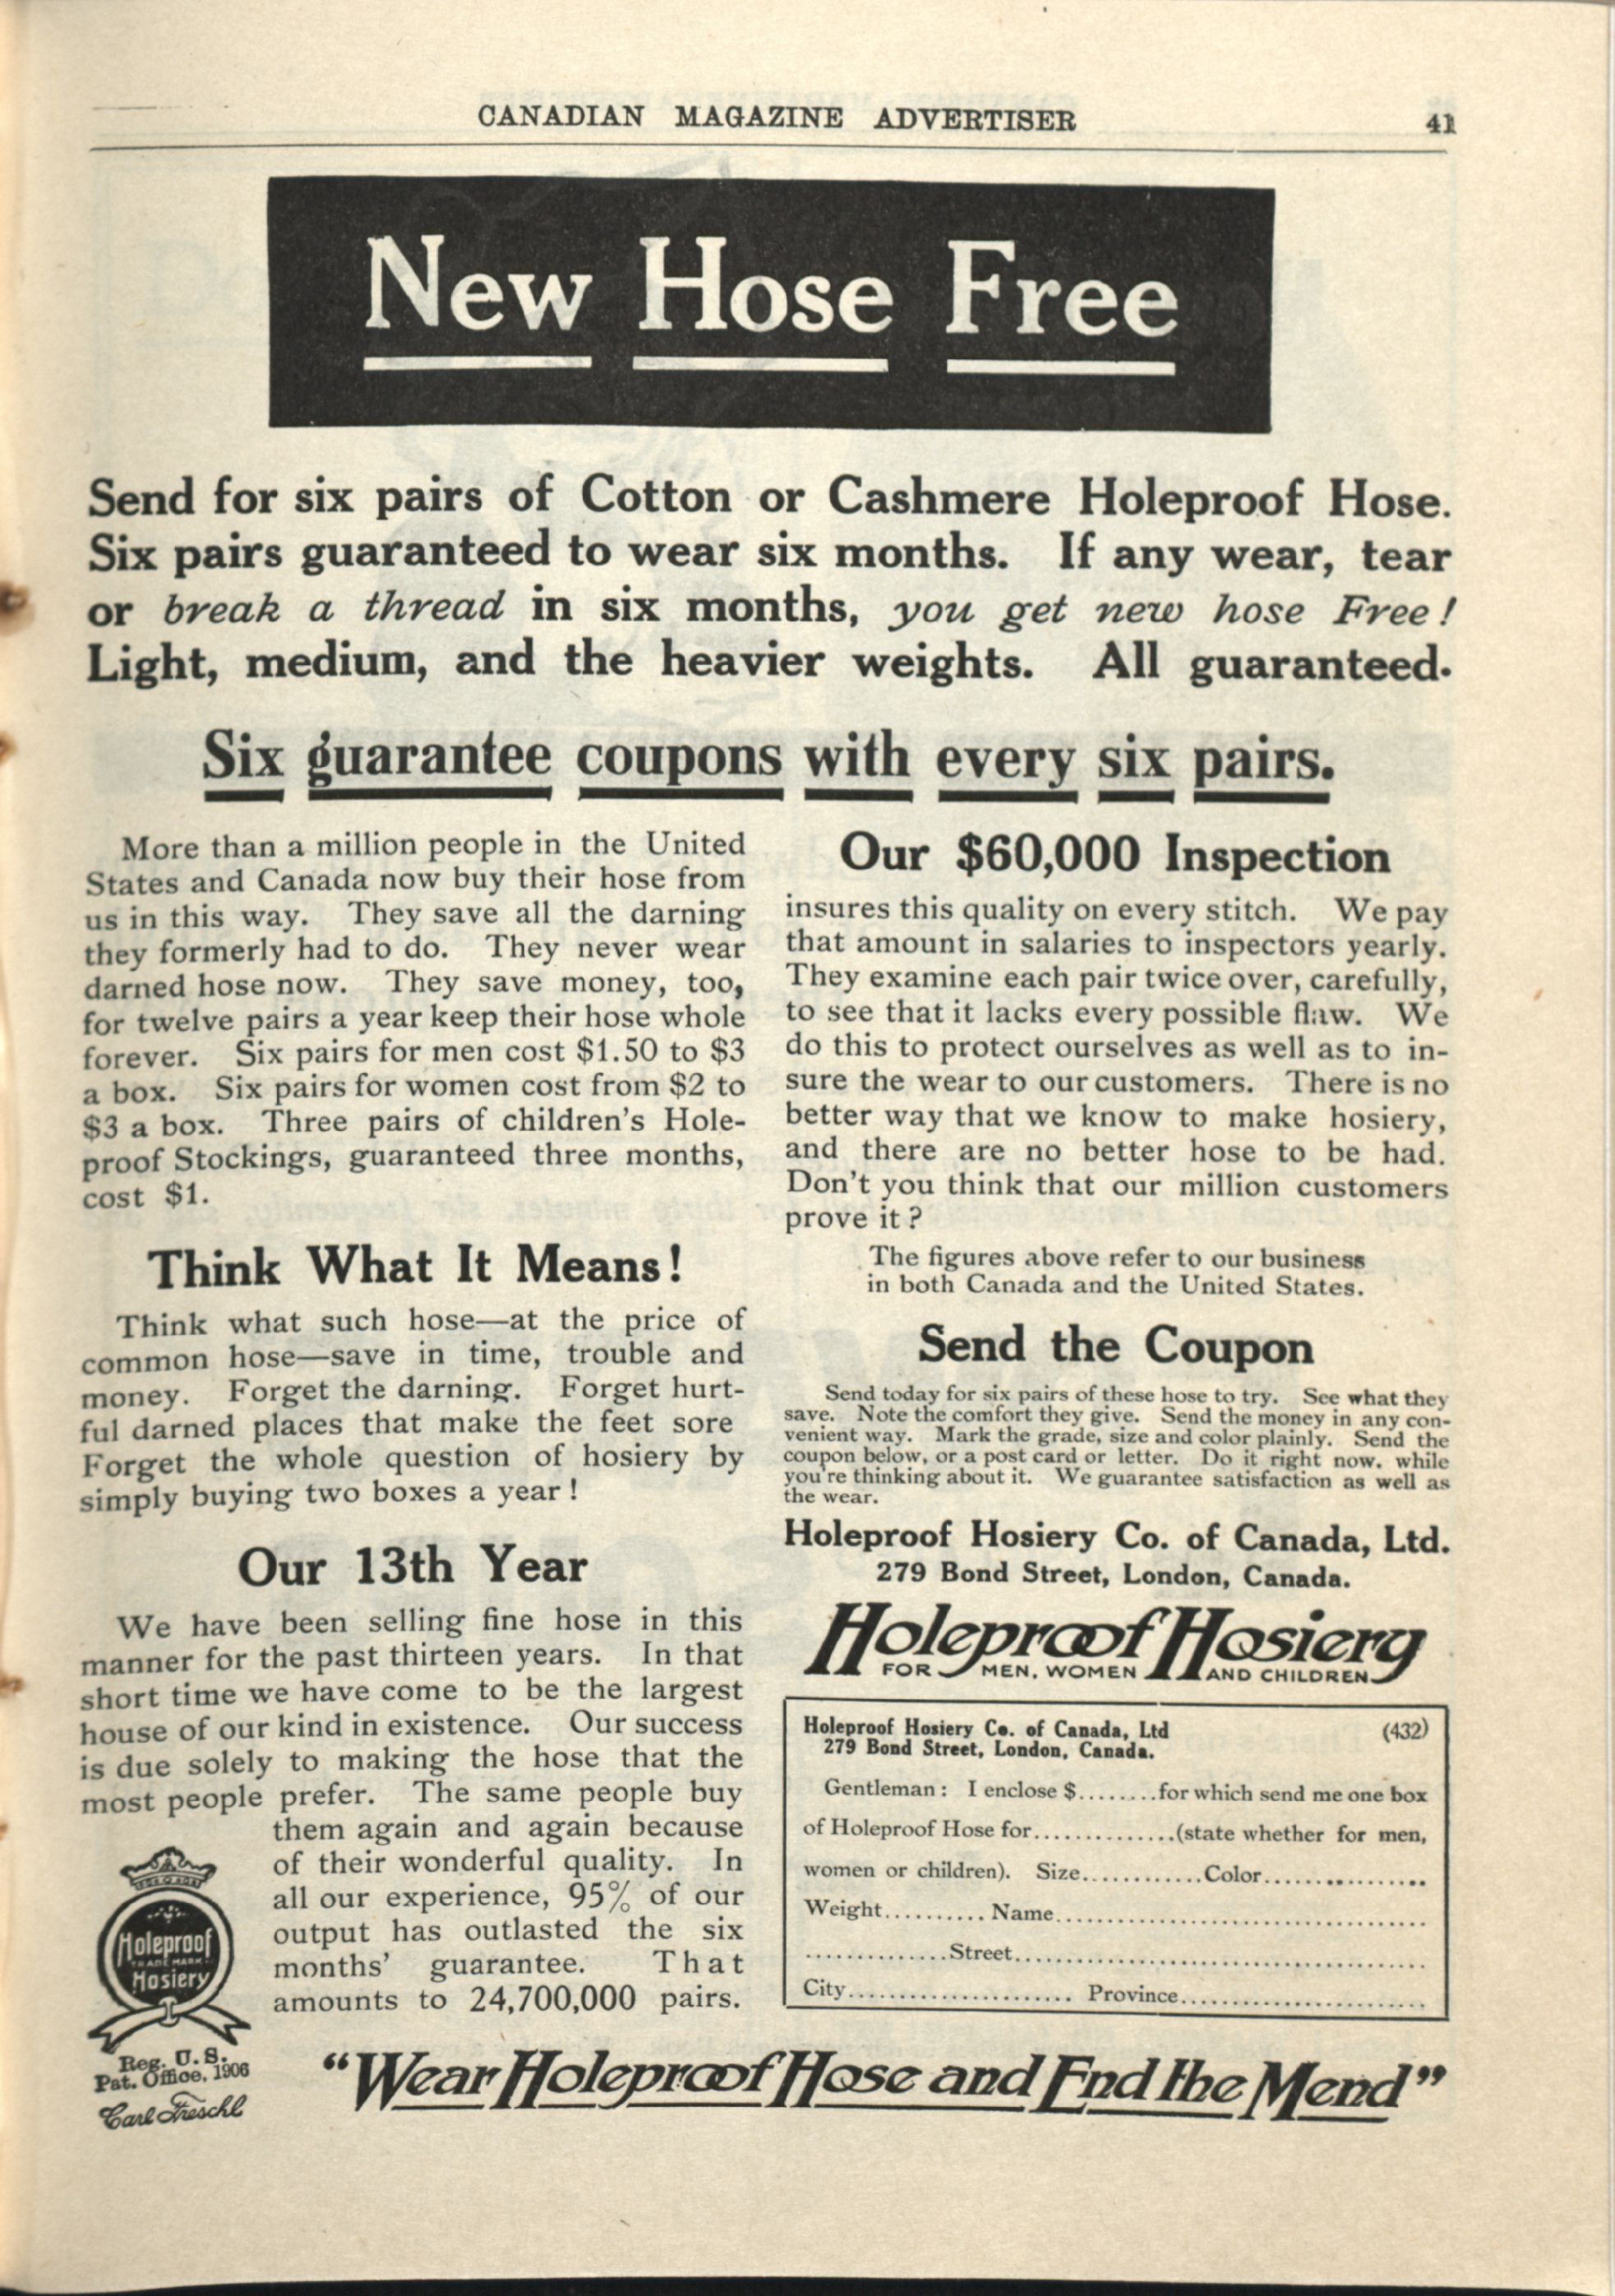 CANADIAN MAGAZINE ADVERTISER 41
New Hose Free
Send for six pairs of Cotton or Cashmere Holeproof Hose.
Six pairs guaranteed to wear six months. If any wear, tear
or break a thread in six months, you get new hose Free!
Light, medium, and the heavier weights. All guaranteed.
Six guarantee coupons with every six pairs.
More than a million people in the United
States and Canada now buy their hose from
us in this way. They save all the darning
they formerly had to do. They never wear
darned hose now. They save money, too,
for twelve pairs a year keep their hose whole
forever. Six pairs for men cost $1.50 to $3
a box. Six pairs for women cost from $2 to
$3 a box. Three pairs of children's Hole-
proof Stockings, guaranteed three months,
cost $1.
Think What It Means!
Think what such hose—at the price of
common hose—save in time, trouble and
money. Forget the darning. Forget hurt-
ful darned places that make the feet sore
Forget the whole question of hosiery by
simply buying two boxes a year!
Our 13th Year
We have been selling fine hose in this
manner for the past thirteen years. In that
short time we have come to be the largest
house of our kind in existence. Our success
is due solely to making the hose that the
most people prefer. The same people buy
them again and again because
of their wonderful quality. In
all our experience, 95% of our
output has outlasted the six
months' guarantee. That
amounts to 24,700,000 pairs.
Holeproof
TRADE MARK
Hosiery
Reg. U. S.
Pat. Office, 1906
Carl Freschl
Our $60,000 Inspection
insures this quality on every stitch. We pay
that amount in salaries to inspectors yearly.
They examine each pair twice over, carefully,
to see that it lacks every possible flaw. We
do this to protect ourselves as well as to in-
sure the wear to our customers. There is no
better way that we know to make hosiery,
and there are no better hose to be had.
Don't you think that our million customers
prove it?
The figures above refer to our business
in both Canada and the United States.
Send the Coupon
Send today for six pairs of these hose to try. See what they
save. Note the comfort they give. Send the money in any con-
venient way. Mark the grade, size and color plainly. Send the
coupon below, or a post card or letter. Do it right now, while
you're thinking about it. We guarantee satisfaction as well as
the wear.
Holeproof Hosiery Co. of Canada, Ltd.
279 Bond Street, London, Canada.
Holeproof Hosiery
FOR MEN, WOMEN AND CHILDREN
Holeproof Hosiery Co. of Canada, Ltd (432)
279 Bond Street, London, Canada.
Gentleman: I enclose $........for which send me one box
of Holeproof Hose for..............(state whether for men,
women or children). Size............Color................
Weight.......... Name.....................................
..............Street.........................................
City....................... Province.........................
"Wear Holeproof Hose and End the Mend"